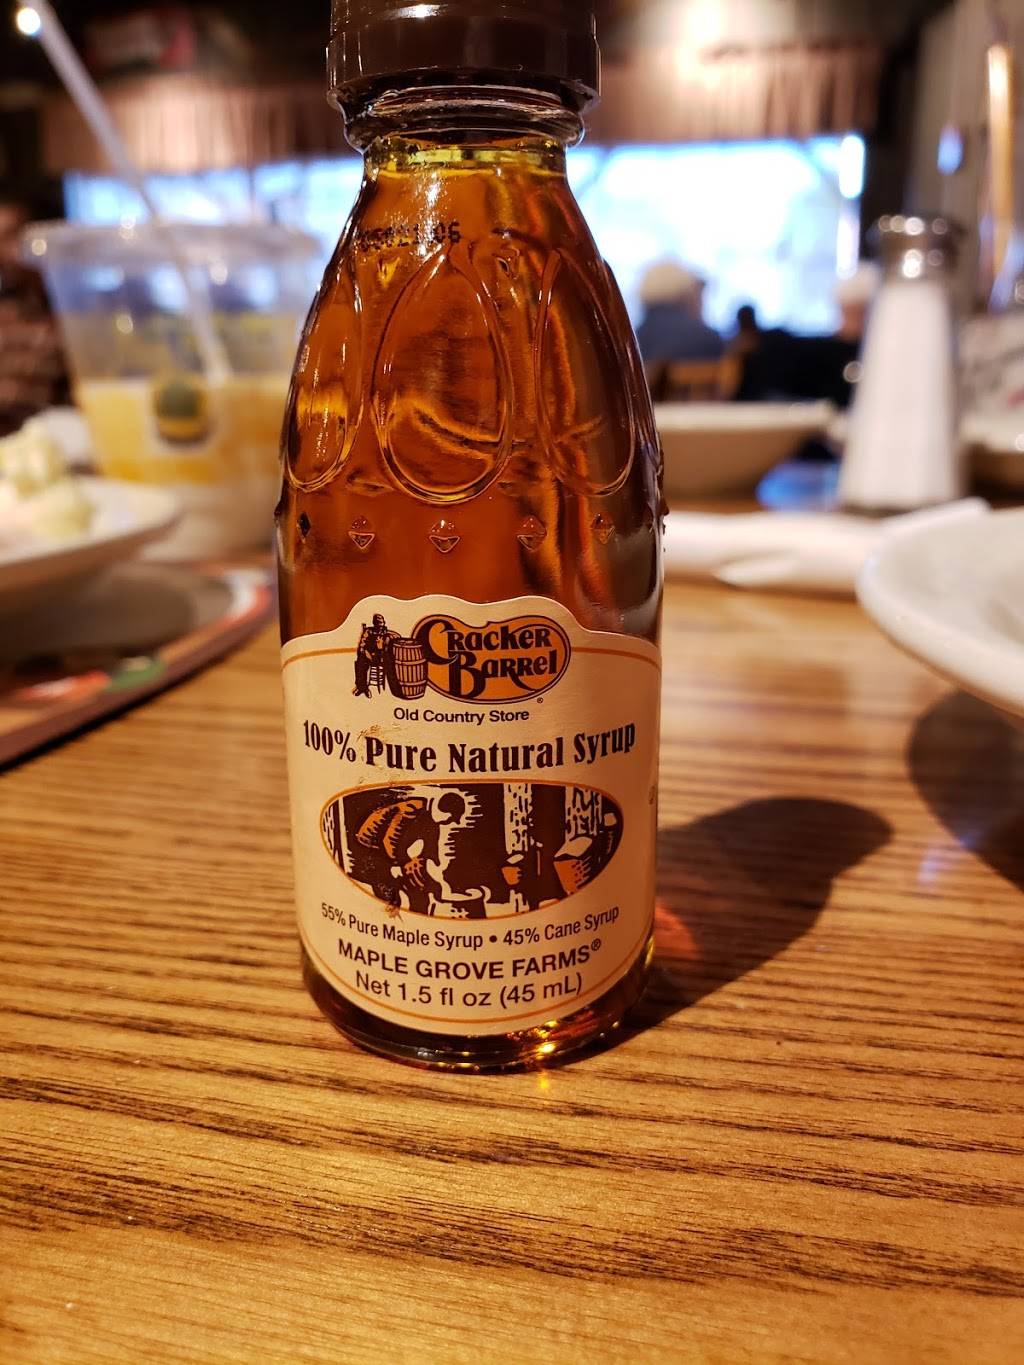 Cracker
Barrel
Old Country Store
100% Pure Natural Syrup
55% Pure Maple Syrup • 45% Cane Syrup
MAPLE GROVE FARMS®
Net 1.5 fl oz (45 mL)